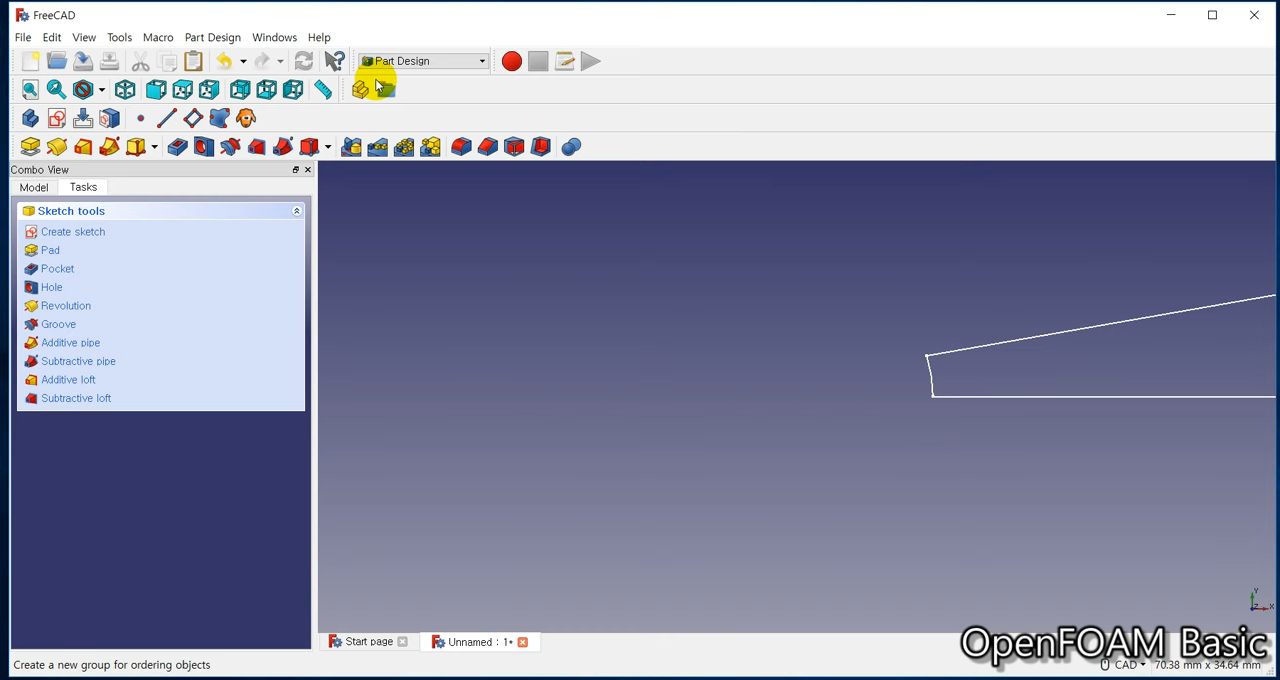 FreeCAD
File Edit View Tools Macro Part Design Windows Help
Part Design
Combo View
Model Tasks
Sketch tools
Create sketch
Pad
Pocket
Hole
Revolution
Groove
Additive pipe
Subtractive pipe
Additive loft
Subtractive loft
Y
X
Z
Start page Unnamed : 1*
OpenFOAM Basic
Create a new group for ordering objects
CAD 70.38 mm x 34.64 mm